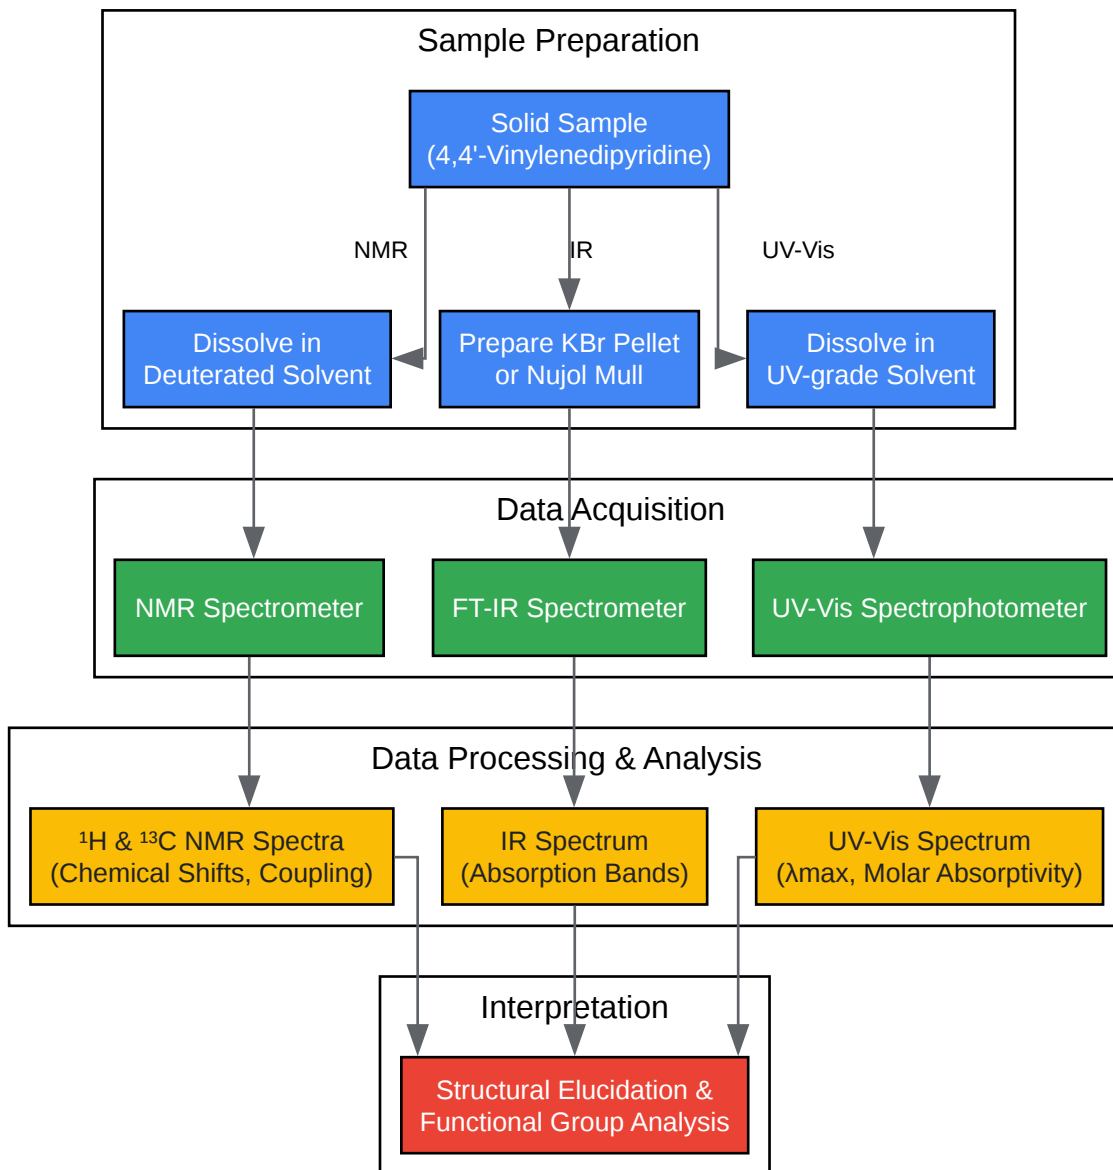 Sample Preparation
Solid Sample
(4,4'-Vinylenedipyridine)
NMR
IR
UV-Vis
Dissolve in
Deuterated Solvent
Prepare KBr Pellet
or Nujol Mull
Dissolve in
UV-grade Solvent
Data Acquisition
NMR Spectrometer
FT-IR Spectrometer
UV-Vis Spectrophotometer
Data Processing & Analysis
¹H & ¹³C NMR Spectra
(Chemical Shifts, Coupling)
IR Spectrum
(Absorption Bands)
UV-Vis Spectrum
(λmax, Molar Absorptivity)
Interpretation
Structural Elucidation &
Functional Group Analysis